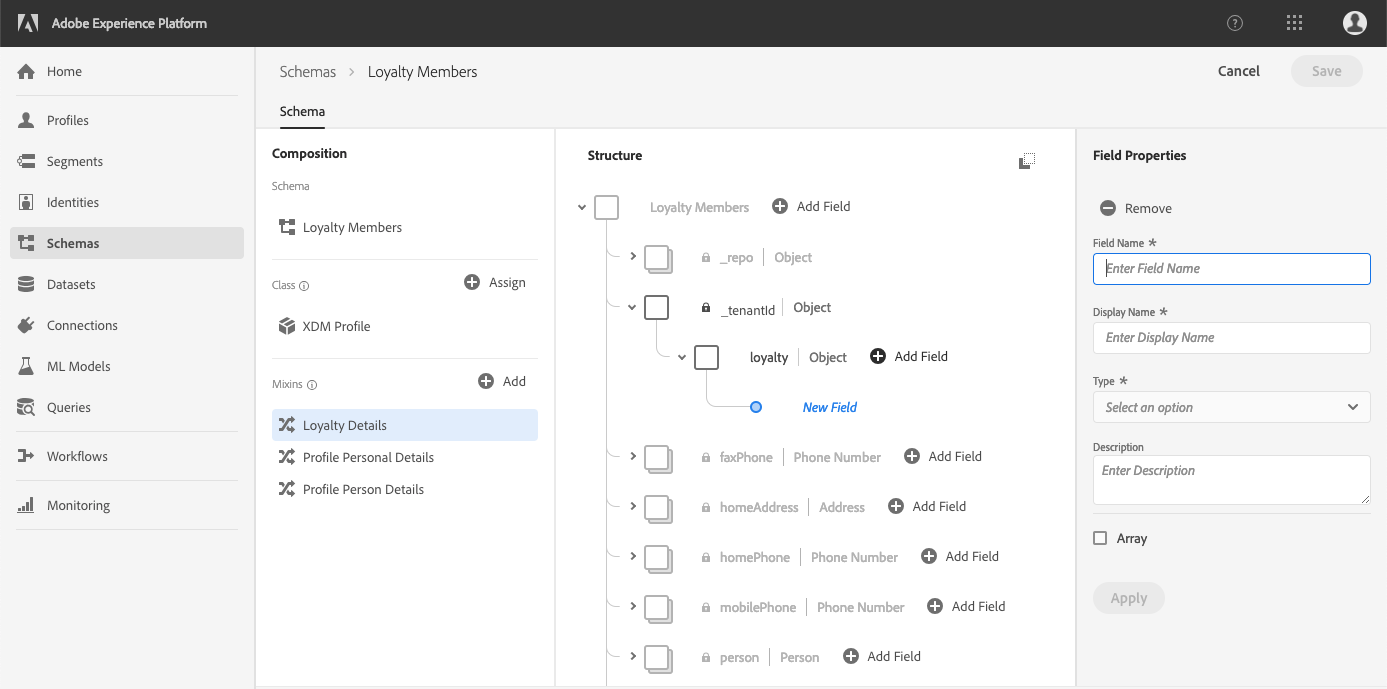 Adobe Experience Platform
Home
Profiles
Segments
Identities
Schemas
Datasets
Connections
ML Models
Queries
Workflows
Monitoring
Schemas > Loyalty Members
Cancel
Save
Schema
Composition
Schema
Loyalty Members
Class
Assign
XDM Profile
Mixins
Add
Loyalty Details
Profile Personal Details
Profile Person Details
Structure
Loyalty Members Add Field
_repo | Object
_tenantId | Object
loyalty | Object Add Field
New Field
faxPhone | Phone Number Add Field
homeAddress | Address Add Field
homePhone | Phone Number Add Field
mobilePhone | Phone Number Add Field
person | Person Add Field
Field Properties
Remove
Field Name *
Enter Field Name
Display Name *
Enter Display Name
Type *
Select an option
Description
Enter Description
Array
Apply